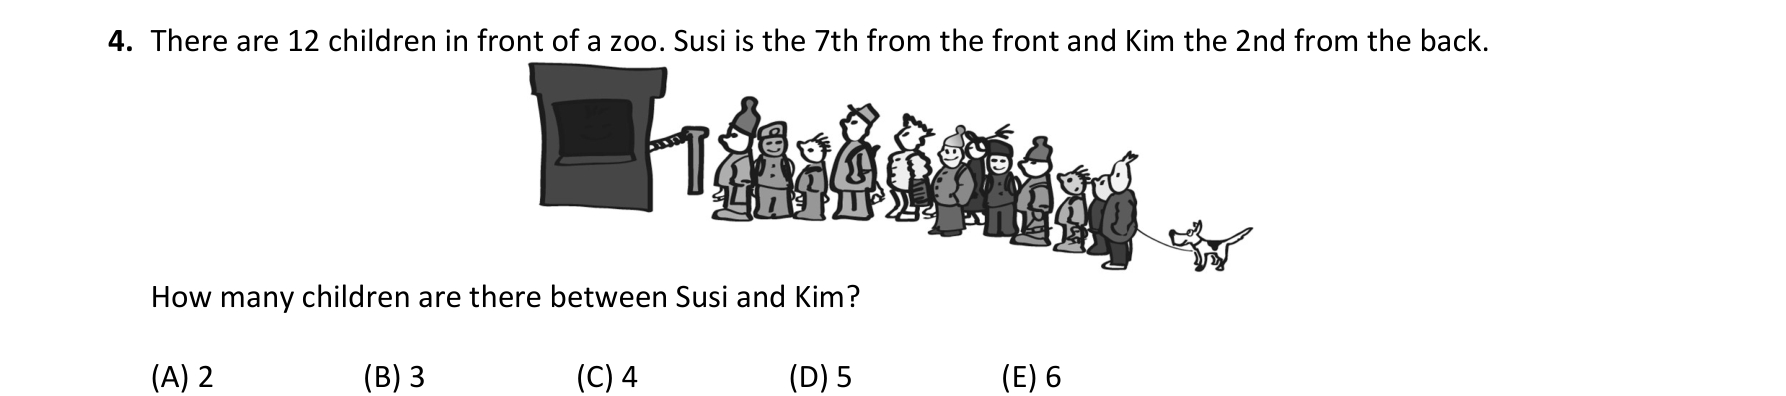 4. There are 12 children in front of a zoo. Susi is the 7th from the front and Kim the 2nd from the back.
How many children are there between Susi and Kim?
(A) 2 (B) 3 (C) 4 (D) 5 (E) 6